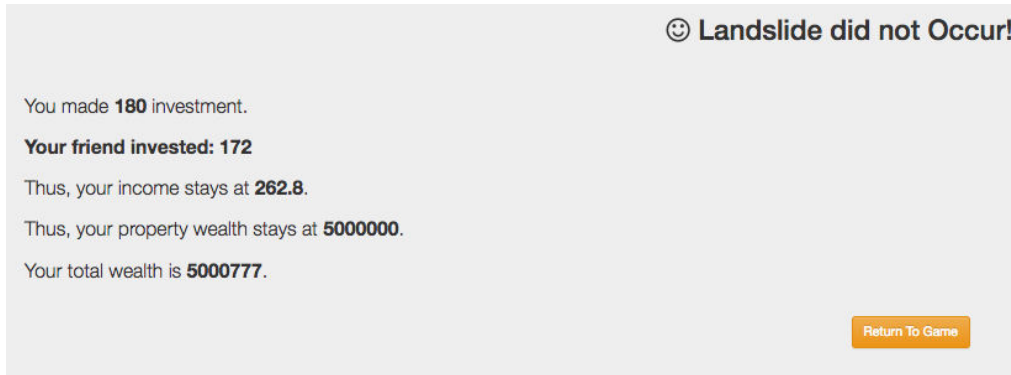 ☺ Landslide did not Occur!
You made 180 investment.
Your friend invested: 172
Thus, your income stays at 262.8.
Thus, your property wealth stays at 5000000.
Your total wealth is 5000777.
Return To Game